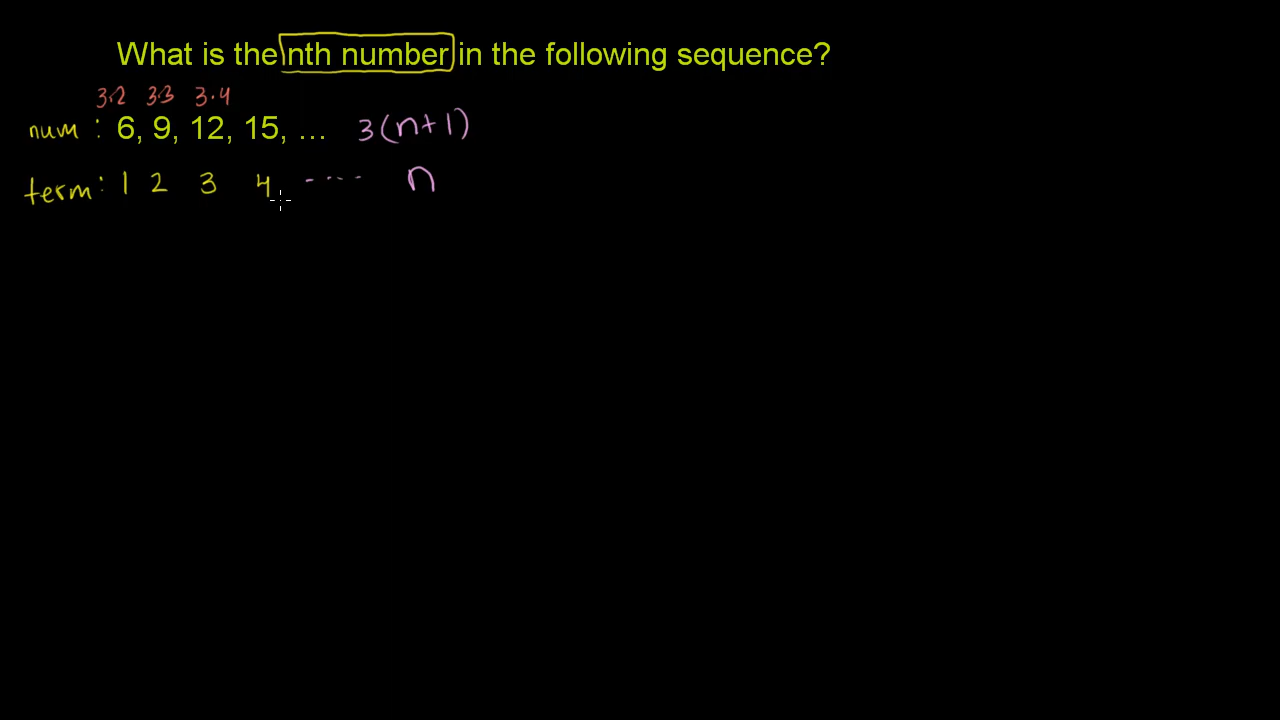 What is the nth number in the following sequence?
3·2 3·3 3·4
num : 6, 9, 12, 15, ... 3(n+1)
term: 1 2 3 4 ---- n